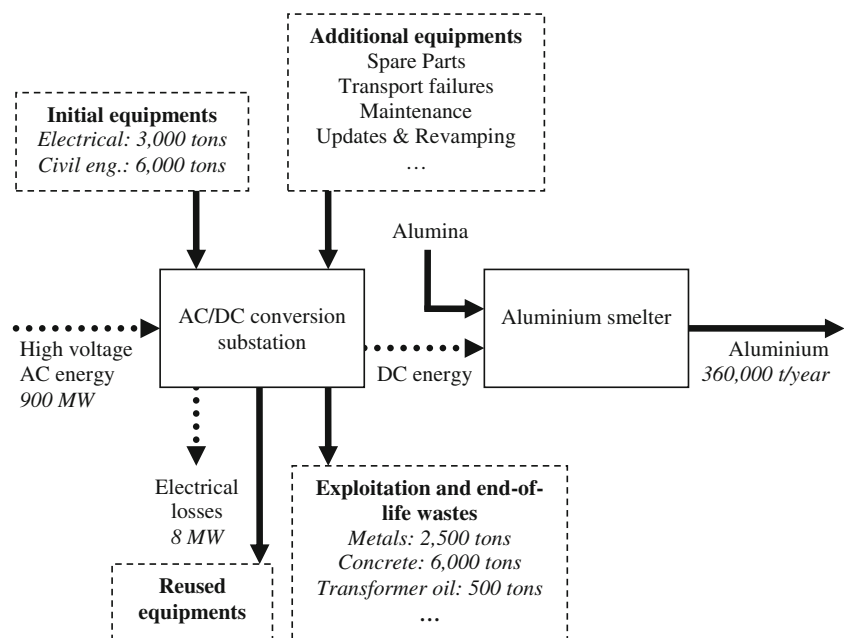 Additional equipments
Spare Parts
Transport failures
Maintenance
Updates & Revamping
...
Initial equipments
Electrical: 3,000 tons
Civil eng.: 6,000 tons
Alumina
AC/DC conversion
substation
Aluminium smelter
High voltage
AC energy
900 MW
DC energy
Aluminium
360,000 t/year
Electrical
losses
8 MW
Exploitation and end-of-
life wastes
Metals: 2,500 tons
Concrete: 6,000 tons
Transformer oil: 500 tons
...
Reused
equipments